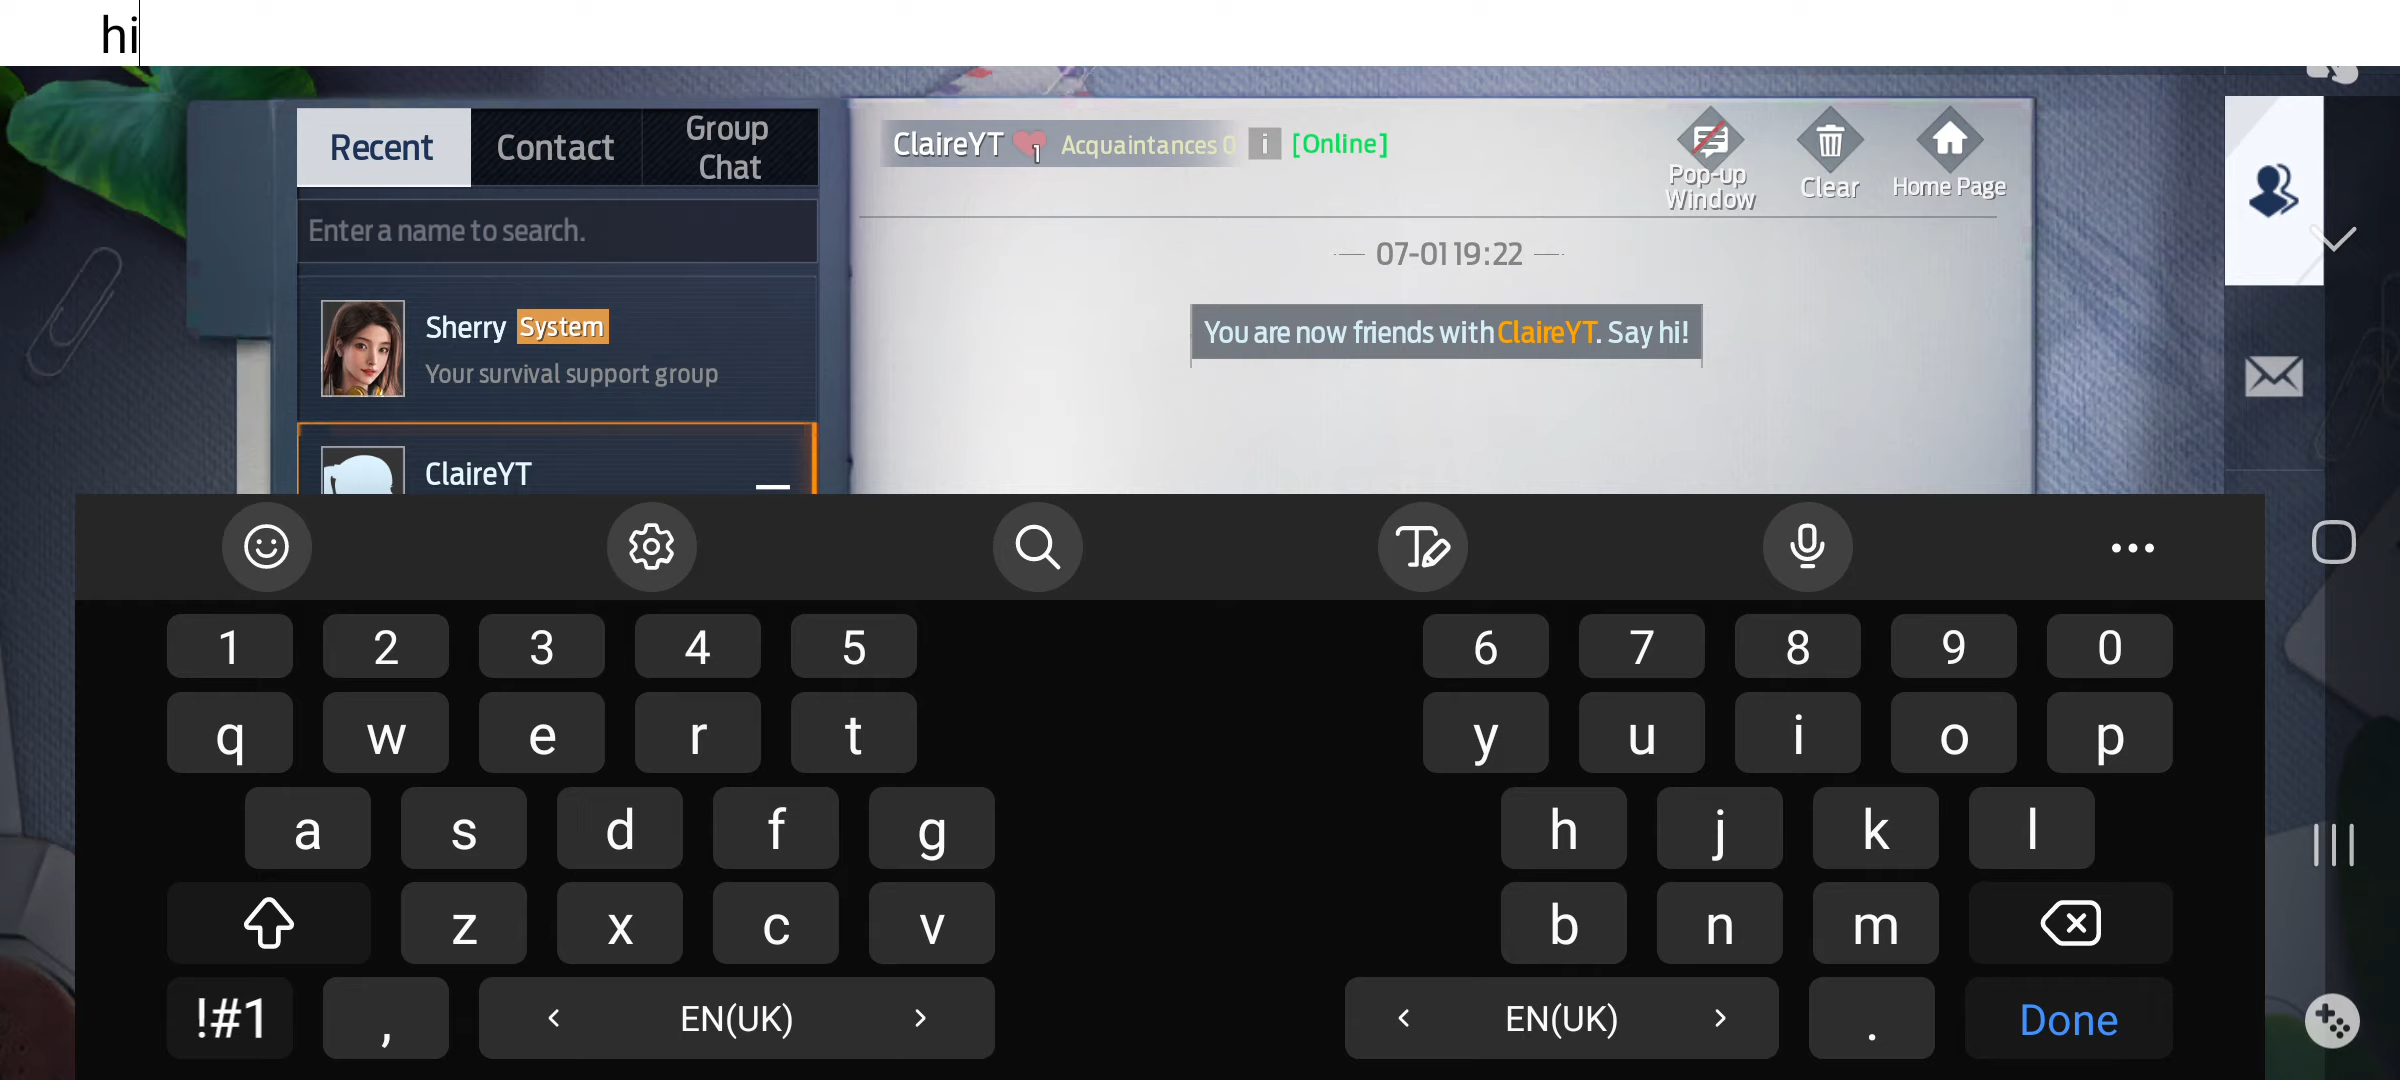 hi
Recent
Contact
Group
Chat
Enter a name to search.
Sherry System
Your survival support group
ClaireYT
ClaireYT 1 Acquaintances 0 i [Online]
Pop-up
Window
Clear
Home Page
07-01 19:22
You are now friends with ClaireYT. Say hi!
1 2 3 4 5 6 7 8 9 0
q w e r t y u i o p
a s d f g h j k l
z x c v b n m
!#1 , < EN(UK) > < EN(UK) > . Done